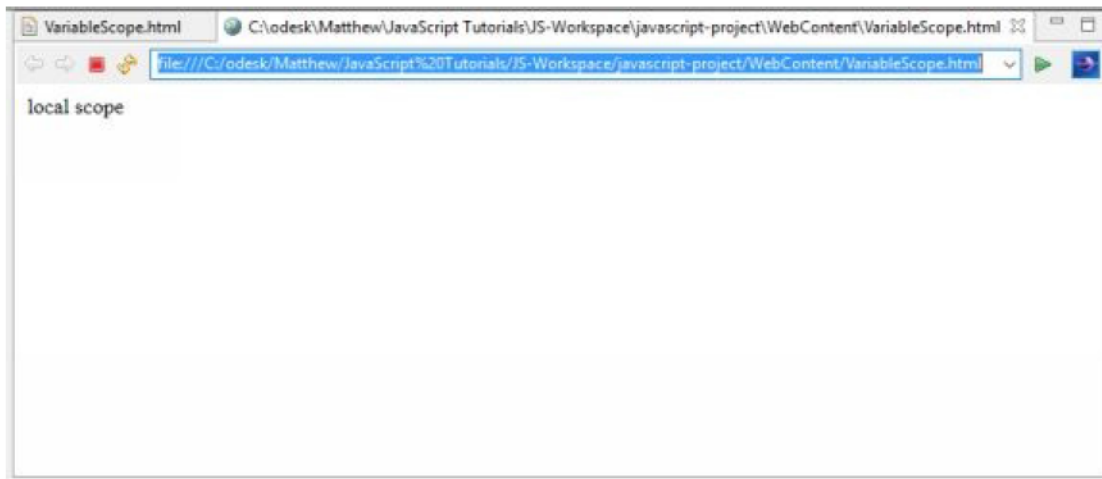 VariableScope.html
C:\odesk\Matthew\JavaScript Tutorials\JS-Workspace\javascript-project\WebContent\VariableScope.html
file:///C:/odesk/Matthew/JavaScript%20Tutorials/JS-Workspace/javascript-project/WebContent/VariableScope.html
local scope